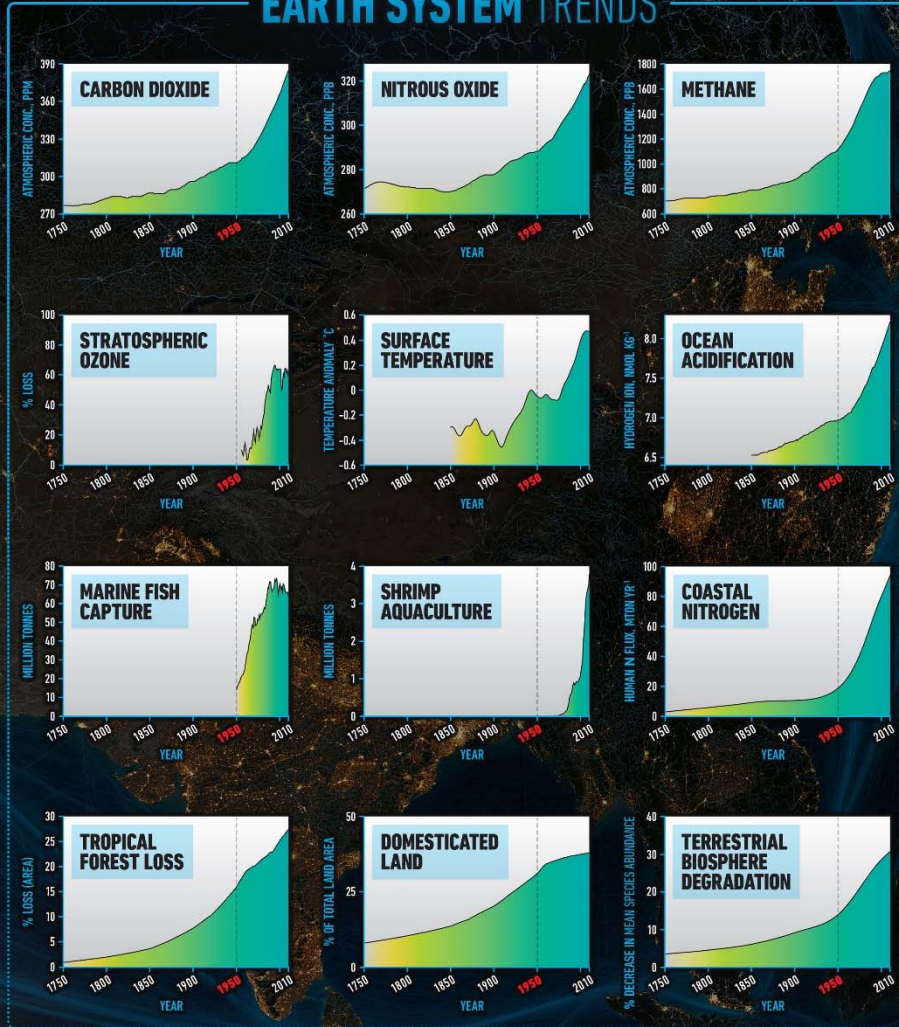 EARTH SYSTEM TRENDS
CARBON DIOXIDE
ATMOSPHERIC CONC., PPM
390
360
330
300
270
1750
1800
1850
1900
1950
2010
YEAR
NITROUS OXIDE
ATMOSPHERIC CONC., PPB
320
300
280
260
1750
1800
1850
1900
1950
2010
YEAR
METHANE
ATMOSPHERIC CONC., PPB
1800
1600
1400
1200
1000
800
600
1750
1800
1850
1900
1950
2010
YEAR
STRATOSPHERIC
OZONE
% LOSS
100
80
60
40
20
0
1750
1800
1850
1900
1950
2010
YEAR
SURFACE
TEMPERATURE
TEMPERATURE ANOMALY °C
0.6
0.4
0.2
0
-0.2
-0.4
-0.6
1750
1800
1850
1900
1950
2010
YEAR
OCEAN
ACIDIFICATION
HYDROGEN ION, NMOL KG⁻¹
8.0
7.5
7.0
6.5
1750
1800
1850
1900
1950
2010
YEAR
MARINE FISH
CAPTURE
MILLION TONNES
80
70
60
50
40
30
20
10
0
1750
1800
1850
1900
1950
2010
YEAR
SHRIMP
AQUACULTURE
MILLION TONNES
4
3
2
1
0
1750
1800
1850
1900
1950
2010
YEAR
COASTAL
NITROGEN
HUMAN N FLUX, MTON YR⁻¹
100
80
60
40
20
0
1750
1800
1850
1900
1950
2010
YEAR
TROPICAL
FOREST LOSS
% LOSS (AREA)
30
25
20
15
10
5
0
1750
1800
1850
1900
1950
2010
YEAR
DOMESTICATED
LAND
% OF TOTAL LAND AREA
50
25
0
1750
1800
1850
1900
1950
2010
YEAR
TERRESTRIAL
BIOSPHERE
DEGRADATION
% DECREASE IN MEAN SPECIES ABUNDANCE
40
30
20
10
0
1750
1800
1850
1900
1950
2010
YEAR